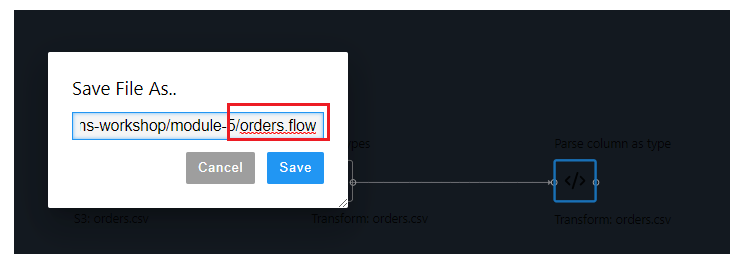 Save File As..
ns-workshop/module-5/orders.flow
Cancel
Save
ypes
Parse column as type
</>
S3: orders.csv
Transform: orders.csv
Transform: orders.csv